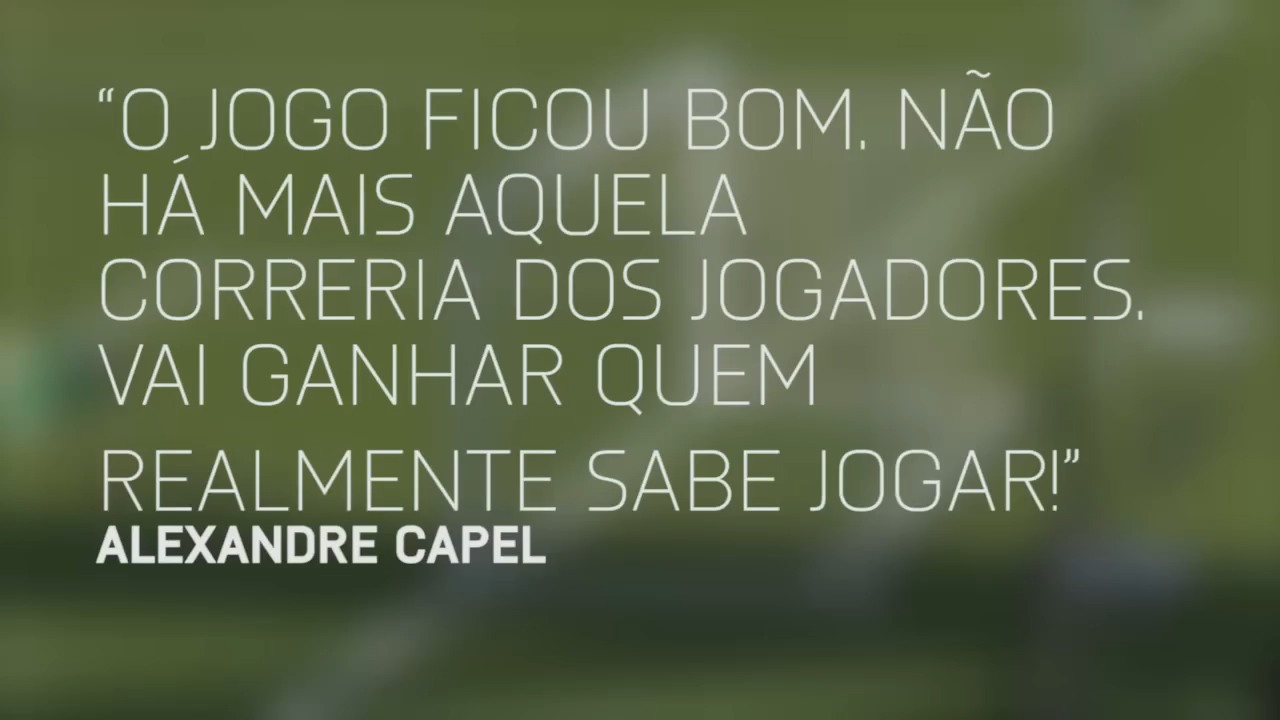 “O JOGO FICOU BOM. NÃO
HÁ MAIS AQUELA
CORRERIA DOS JOGADORES.
VAI GANHAR QUEM
REALMENTE SABE JOGAR!”
ALEXANDRE CAPEL